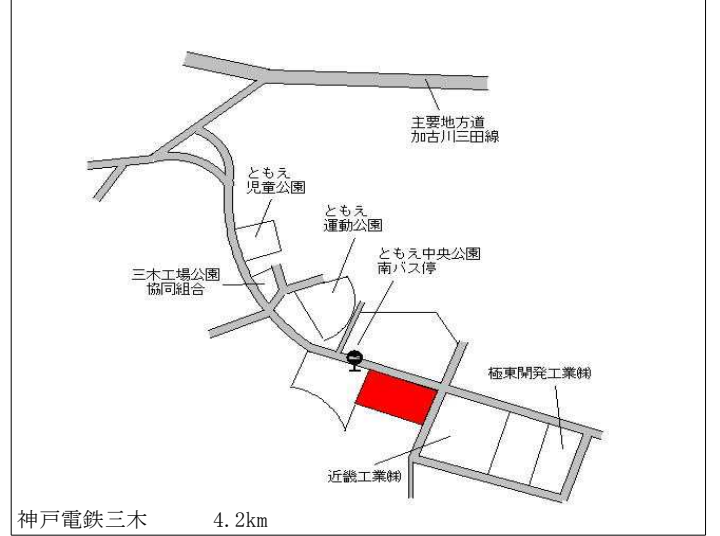 主要地方道
加古川三田線
ともえ
児童公園
ともえ
運動公園
ともえ中央公園
南バス停
三木工場公園
協同組合
極東開発工業㈱
近畿工業㈱
神戸電鉄三木 4.2km